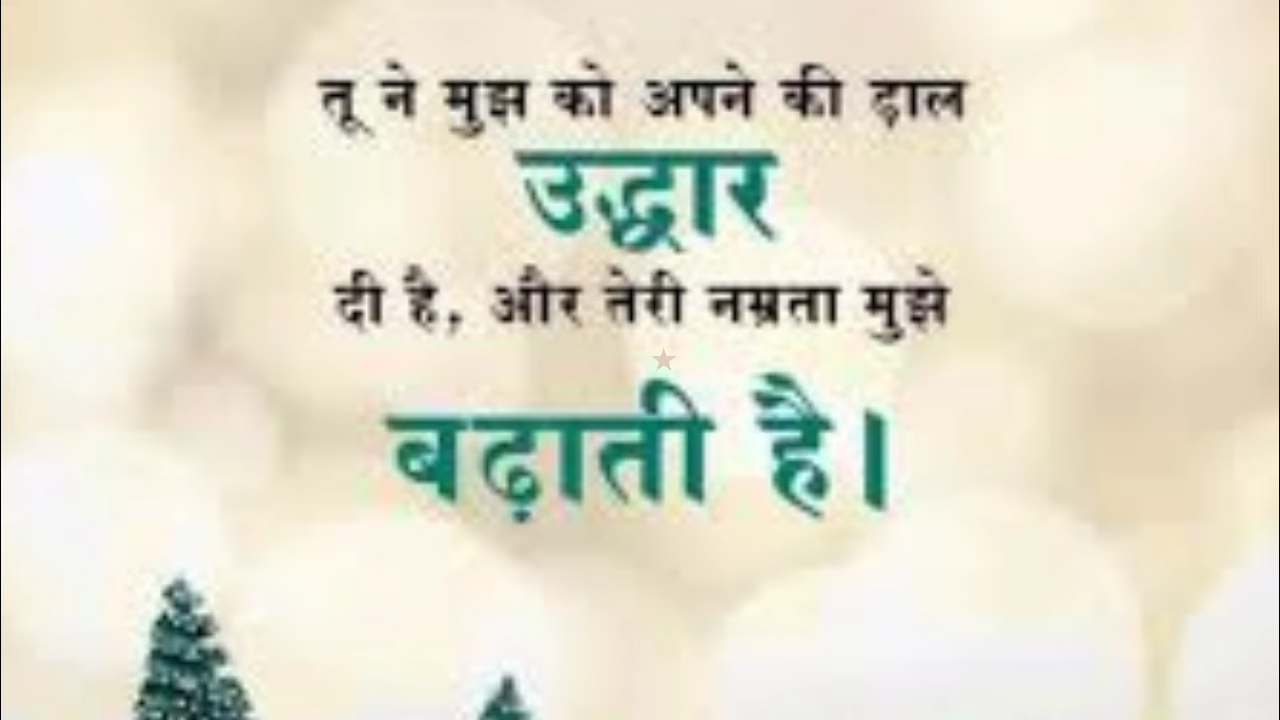 तू ने मुझ को अपने की ढ़ाल
उद्धार
दी है, और तेरी नम्रता मुझे
बढ़ाती है।